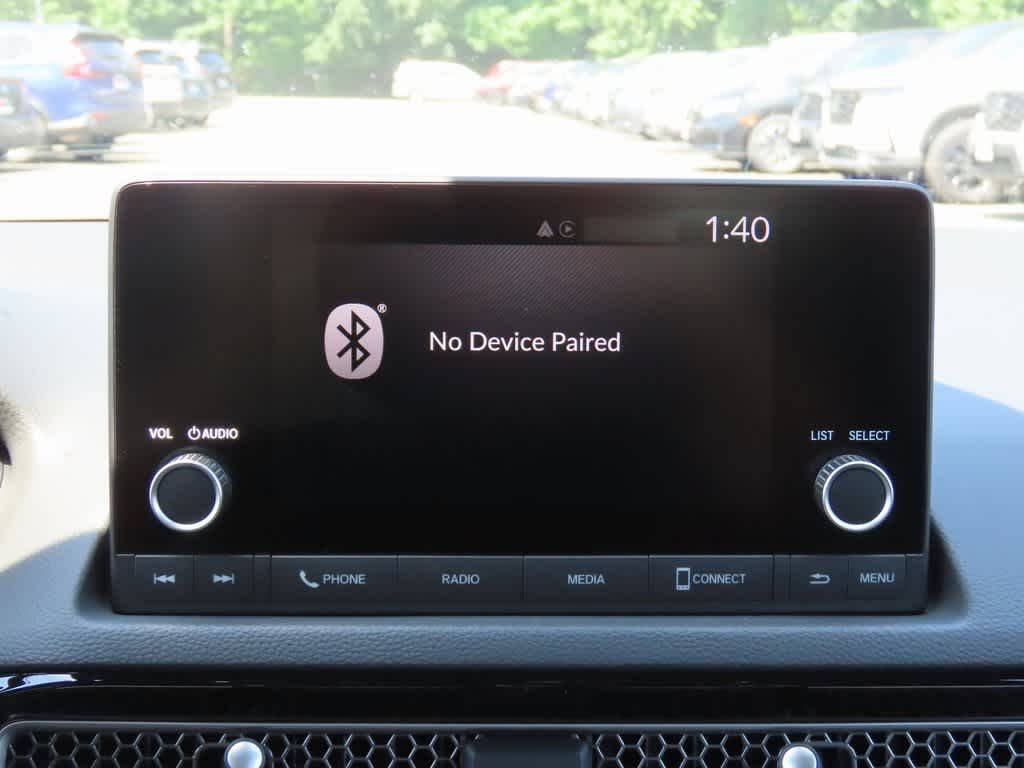 1:40
®
No Device Paired
VOL AUDIO
LIST SELECT
PHONE RADIO MEDIA CONNECT MENU